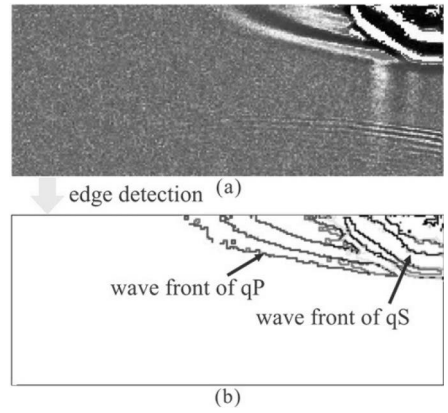 (a)
edge detection
wave front of qP
wave front of qS
(b)